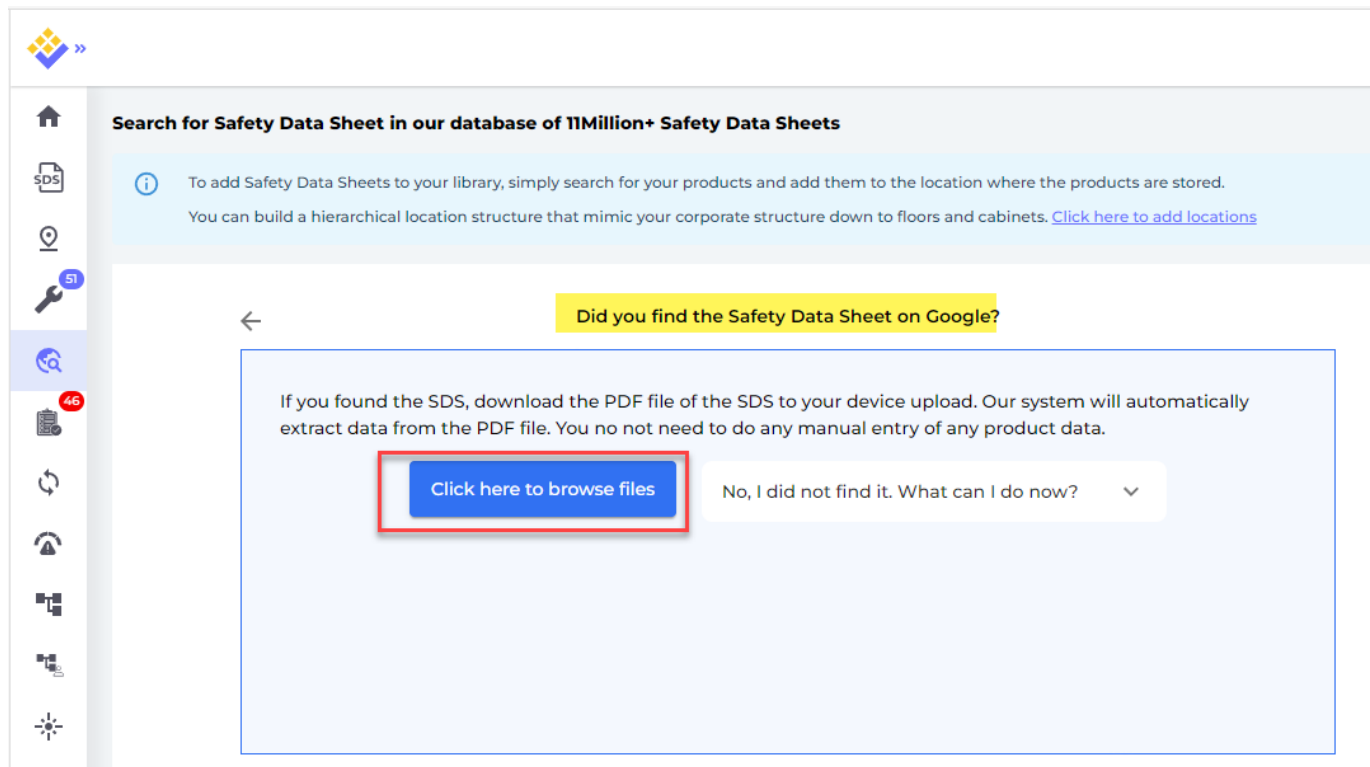 »
Search for Safety Data Sheet in our database of 11Million+ Safety Data Sheets
SDS
To add Safety Data Sheets to your library, simply search for your products and add them to the location where the products are stored.
You can build a hierarchical location structure that mimic your corporate structure down to floors and cabinets. Click here to add locations
51
Did you find the Safety Data Sheet on Google?
46
If you found the SDS, download the PDF file of the SDS to your device upload. Our system will automatically
extract data from the PDF file. You no not need to do any manual entry of any product data.
Click here to browse files
No, I did not find it. What can I do now?